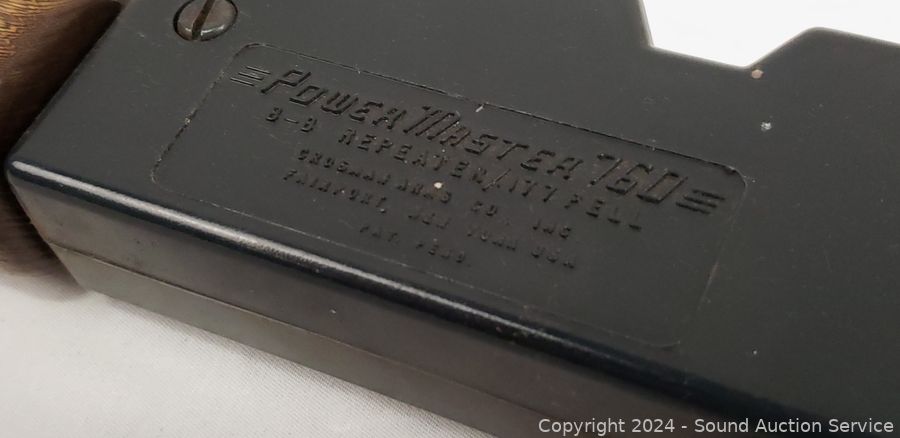 POWERMASTER 760
B-B REPEATER/.177 PELL
CROSMAN ARMS CO., INC.
FAIRPORT, NEW YORK USA
PAT. PEND.
Copyright 2024 - Sound Auction Service